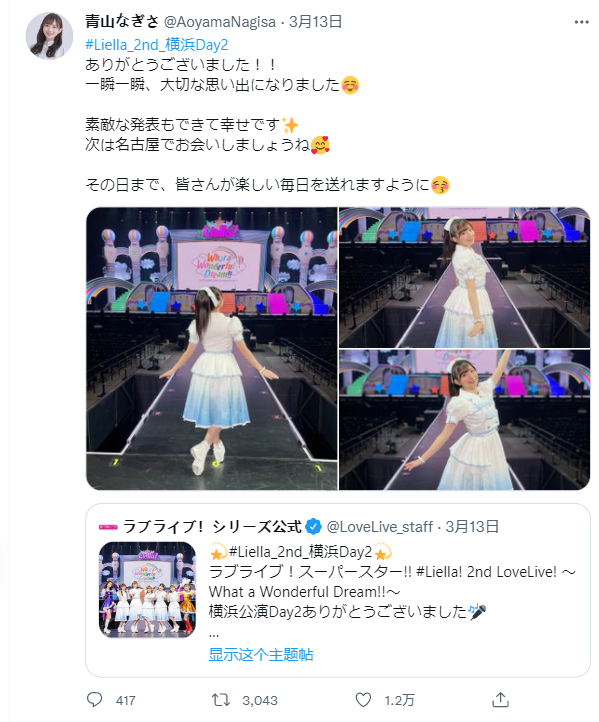 青山なぎさ @AoyamaNagisa · 3月13日
#Liella_2nd_横浜Day2
ありがとうございました！！
一瞬一瞬、大切な思い出になりました☺️
素敵な発表もできて幸せです✨
次は名古屋でお会いしましょうね🥰
その日まで、皆さんが楽しい毎日を送れますように😚
Liella!
What a
Wonderful
Dream!!
ラブライブ！シリーズ公式 @LoveLive_staff · 3月13日
💫#Liella_2nd_横浜Day2💫
ラブライブ！スーパースター!! #Liella! 2nd LoveLive! ～
What a Wonderful Dream!!～
横浜公演Day2ありがとうございました🎤
...
显示这个主题帖
417
3,043
1.2万